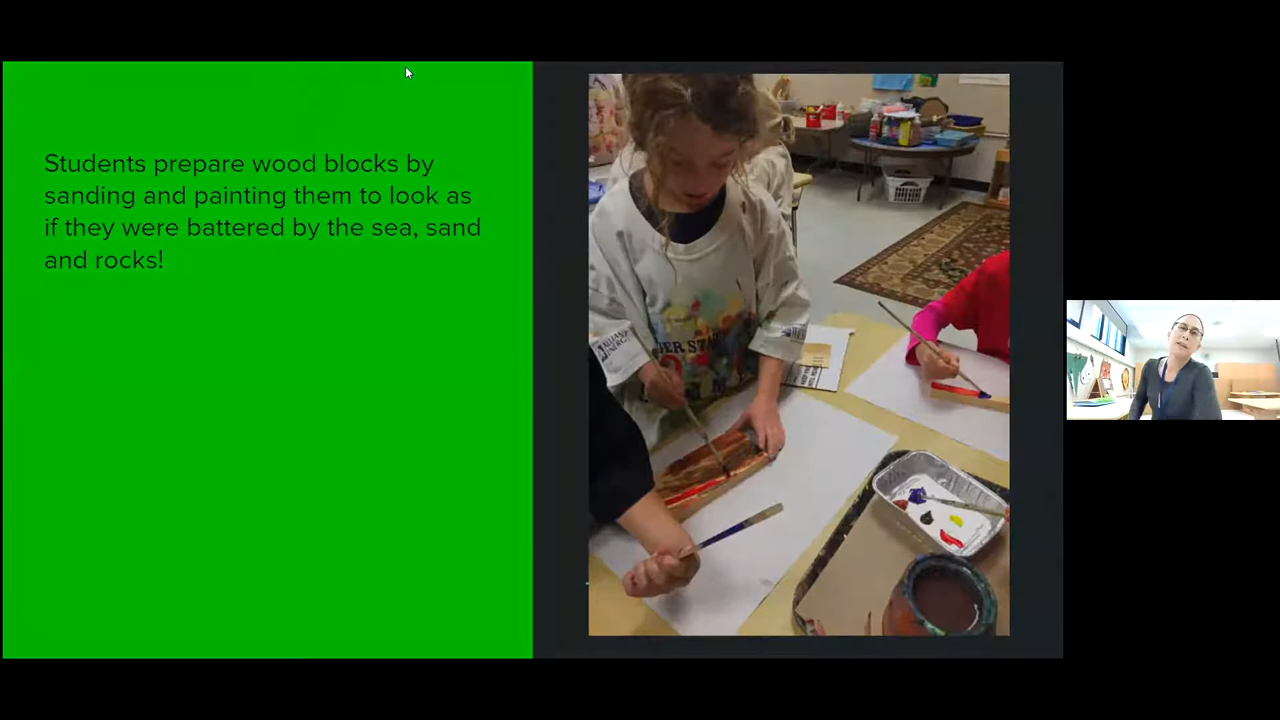 Students prepare wood blocks by
sanding and painting them to look as
if they were battered by the sea, sand
and rocks!